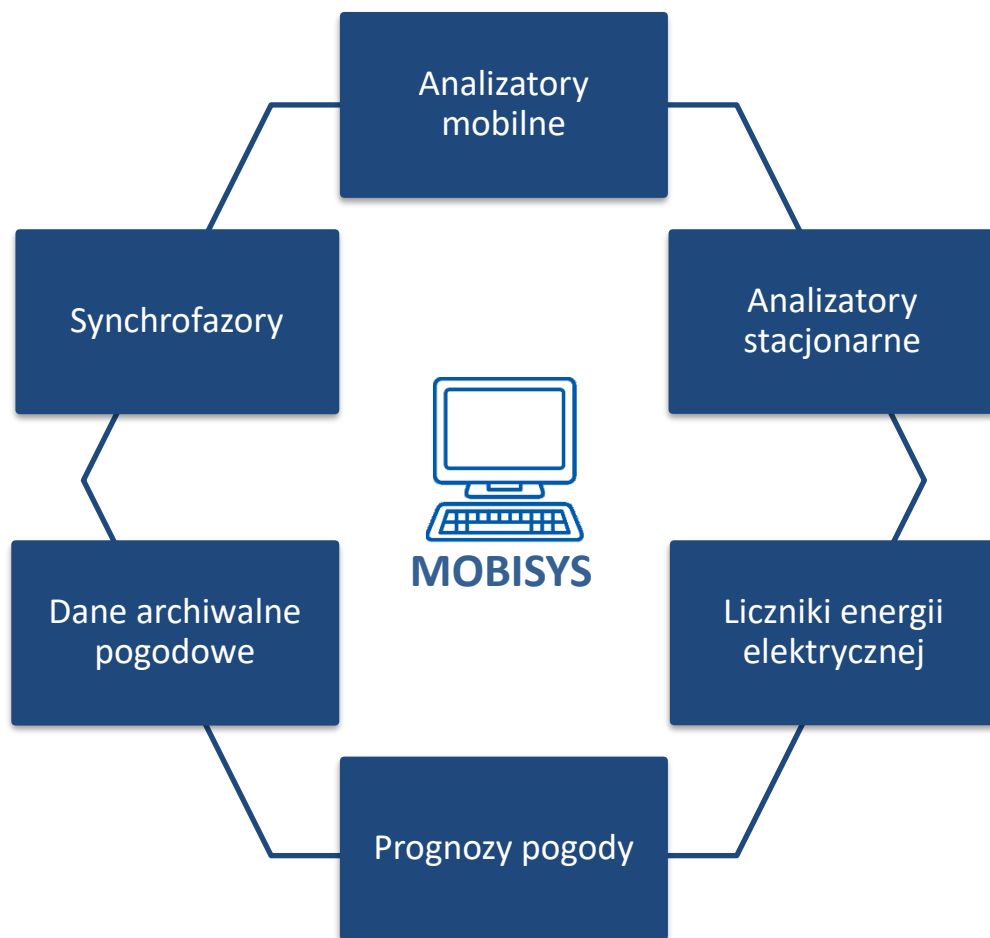 Analizatory
mobilne
Synchrofazory
Analizatory
stacjonarne
MOBISYS
Dane archiwalne
pogodowe
Liczniki energii
elektrycznej
Prognozy pogody